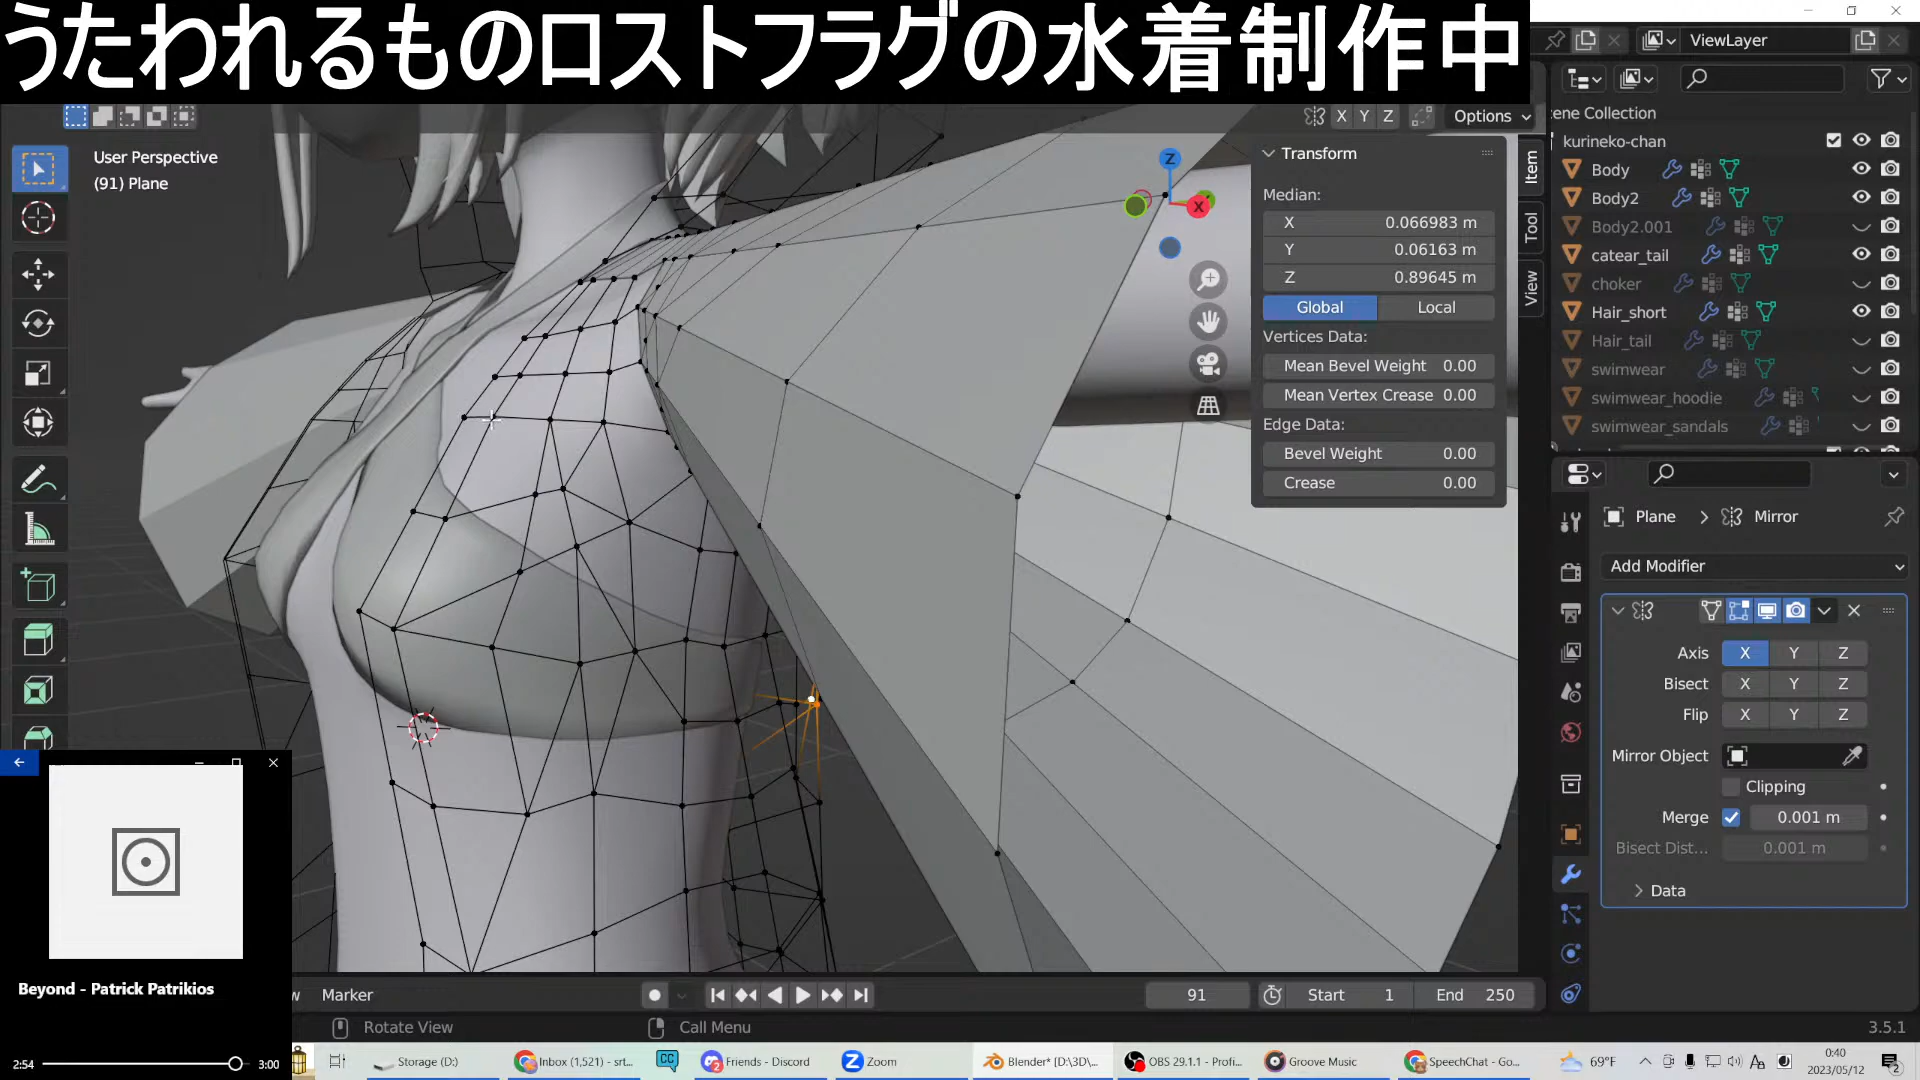 うたわれるものロストフラグの水着制作中
ViewLayer
X Y Z
Options
User Perspective
(91) Plane
Transform
Median:
X 0.066983 m
Y 0.06163 m
Z 0.89645 m
Global Local
Vertices Data:
Mean Bevel Weight 0.00
Mean Vertex Crease 0.00
Edge Data:
Bevel Weight 0.00
Crease 0.00
Item
Tool
View
Z
X
ene Collection
kurineko-chan
Body
Body2
Body2.001
catear_tail
choker
Hair_short
Hair_tail
swimwear
swimwear_hoodie
swimwear_sandals
Plane > Mirror
Add Modifier
Axis X Y Z
Bisect X Y Z
Flip X Y Z
Mirror Object
Clipping
Merge 0.001 m
Bisect Dist... 0.001 m
Data
Beyond - Patrick Patrikios
2:54 3:00
w Marker
91
Start 1
End 250
Rotate View
Call Menu
3.5.1
Storage (D:)
Inbox (1,521) - srt...
CC
2
Friends - Discord
Z
Zoom
Blender* [D:\3D\...
OBS 29.1.1 - Profi...
Groove Music
SpeechChat - Go...
69°F
A
0:40
2023/05/12
2